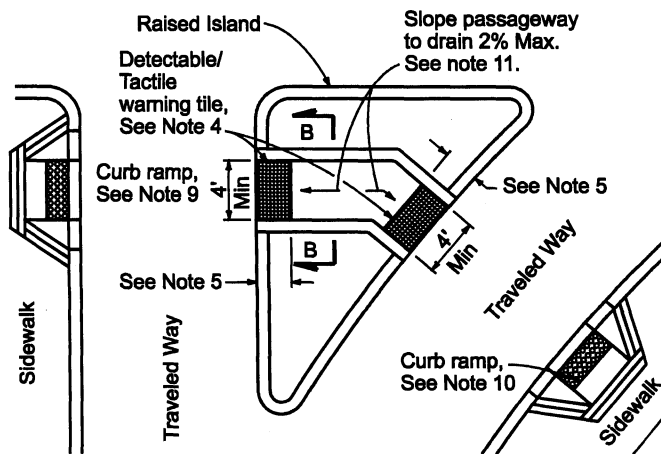 Raised Island
Slope passageway
to drain 2% Max.
See note 11.
Detectable/
Tactile
warning tile,
See Note 4
B
Curb ramp,
See Note 9
4'
Min
See Note 5
4'
Min
B
See Note 5
Traveled Way
Curb ramp,
See Note 10
Sidewalk
Traveled Way
Sidewalk